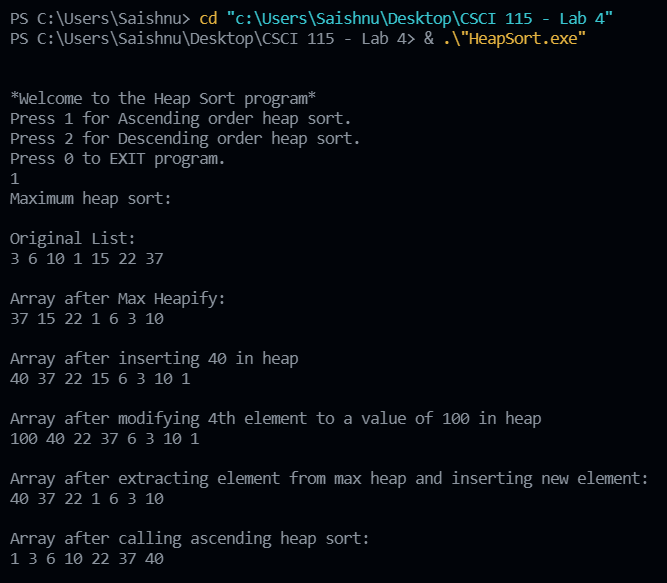 PS C:\Users\Saishnu> cd "c:\Users\Saishnu\Desktop\CSCI 115 - Lab 4"
PS C:\Users\Saishnu\Desktop\CSCI 115 - Lab 4> & .\"HeapSort.exe"
*Welcome to the Heap Sort program*
Press 1 for Ascending order heap sort.
Press 2 for Descending order heap sort.
Press 0 to EXIT program.
1
Maximum heap sort:
Original List:
3 6 10 1 15 22 37
Array after Max Heapify:
37 15 22 1 6 3 10
Array after inserting 40 in heap
40 37 22 15 6 3 10 1
Array after modifying 4th element to a value of 100 in heap
100 40 22 37 6 3 10 1
Array after extracting element from max heap and inserting new element:
40 37 22 1 6 3 10
Array after calling ascending heap sort:
1 3 6 10 22 37 40